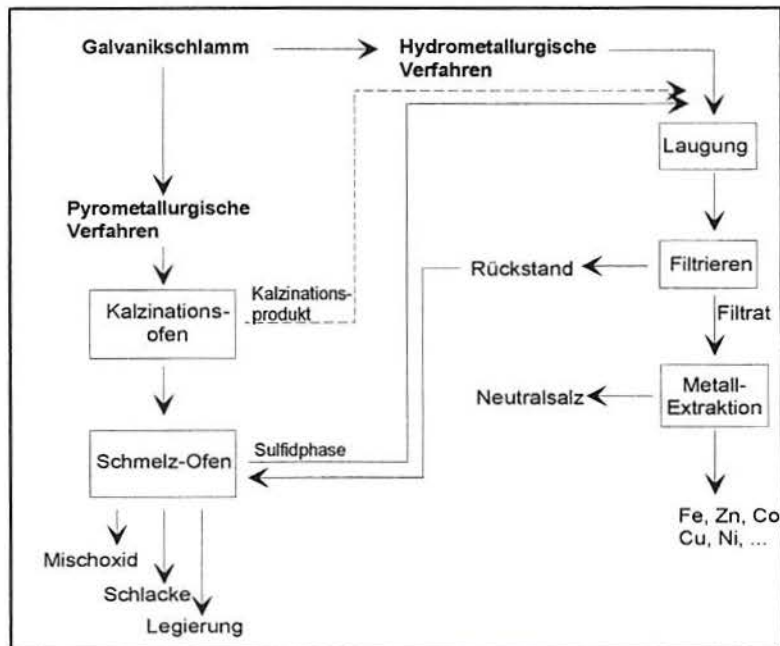 Galvanikschlamm
Hydrometallurgische
Verfahren
Laugung
Pyrometallurgische
Verfahren
Rückstand
Filtrieren
Kalzinations-
produkt
Kalzinations-
ofen
Filtrat
Neutralsalz
Metall-
Extraktion
Sulfidphase
Schmelz-Ofen
Fe, Zn, Co
Cu, Ni, ...
Mischoxid
Schlacke
Legierung